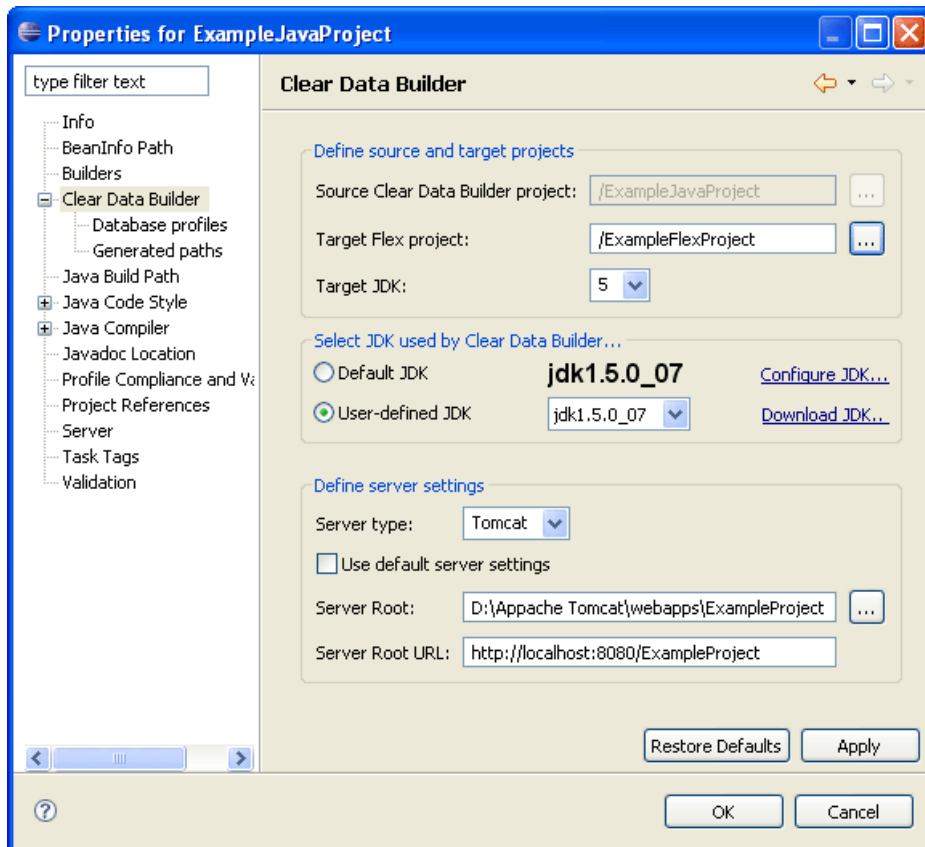 Properties for ExampleJavaProject
type filter text
Info
BeanInfo Path
Builders
Clear Data Builder
Database profiles
Generated paths
Java Build Path
Java Code Style
Java Compiler
Javadoc Location
Profile Compliance and Va
Project References
Server
Task Tags
Validation
Clear Data Builder
Define source and target projects
Source Clear Data Builder project: /ExampleJavaProject ...
Target Flex project: /ExampleFlexProject ...
Target JDK: 5
Select JDK used by Clear Data Builder...
Default JDK jdk1.5.0_07 Configure JDK...
User-defined JDK jdk1.5.0_07 Download JDK...
Define server settings
Server type: Tomcat
Use default server settings
Server Root: D:\Appache Tomcat\webapps\ExampleProject ...
Server Root URL: http://localhost:8080/ExampleProject
Restore Defaults Apply
? OK Cancel